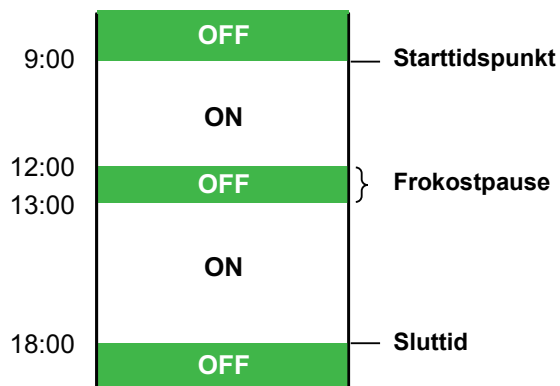 OFF
9:00 Starttidspunkt
ON
12:00
OFF Frokostpause
13:00
ON
18:00 Sluttid
OFF